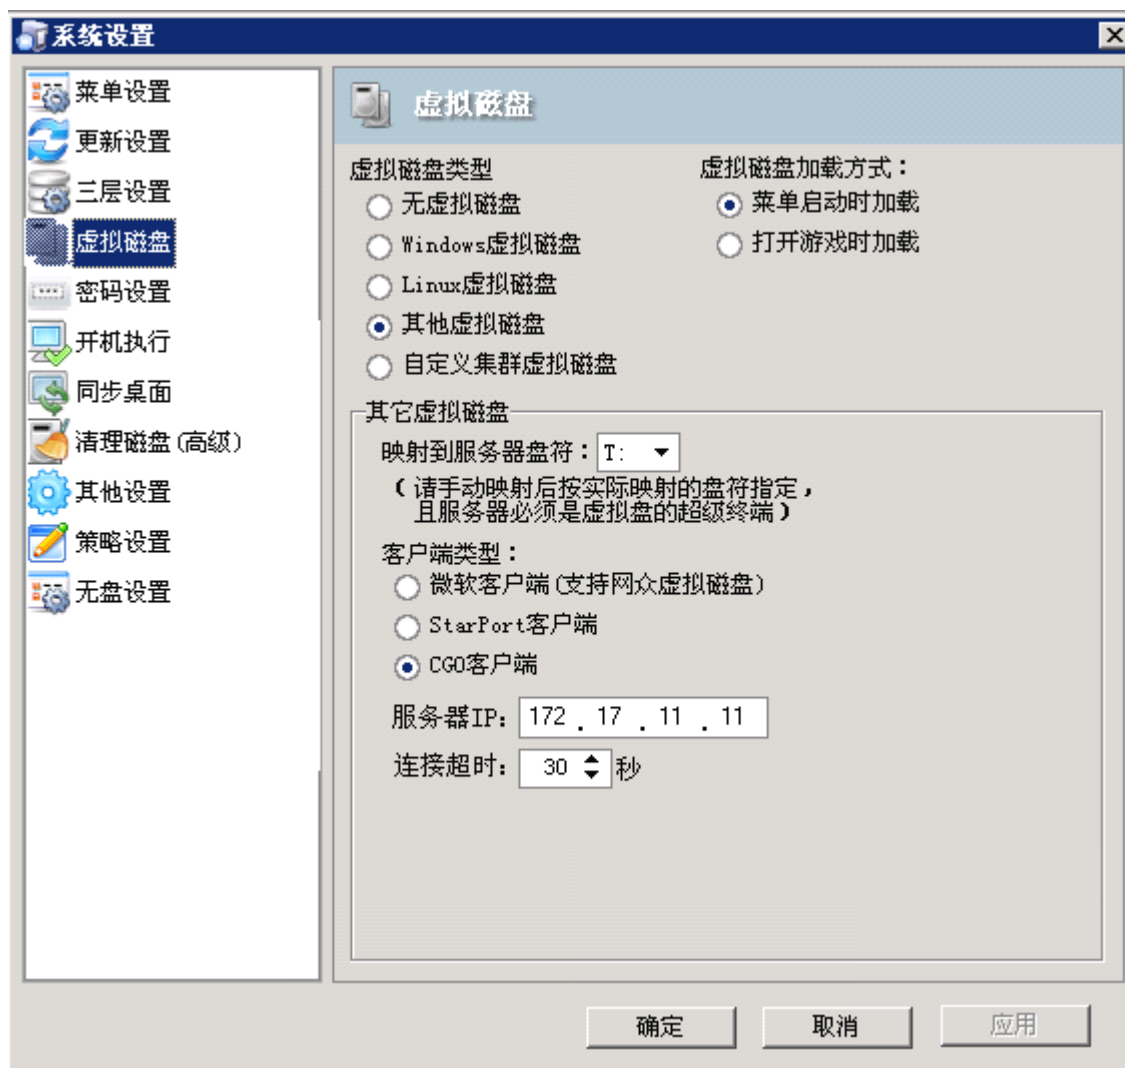 系统设置
菜单设置
更新设置
三层设置
虚拟磁盘
密码设置
开机执行
同步桌面
清理磁盘(高级)
其他设置
策略设置
无盘设置
虚拟磁盘
虚拟磁盘类型
无虚拟磁盘
Windows虚拟磁盘
Linux虚拟磁盘
其他虚拟磁盘
自定义集群虚拟磁盘
虚拟磁盘加载方式：
菜单启动时加载
打开游戏时加载
其它虚拟磁盘
映射到服务器盘符：T:
（请手动映射后按实际映射的盘符指定，
且服务器必须是虚拟盘的超级终端）
客户端类型：
微软客户端(支持网众虚拟磁盘)
StarPort客户端
CGO客户端
服务器IP: 172 . 17 . 11 . 11
连接超时: 30 秒
确定 取消 应用